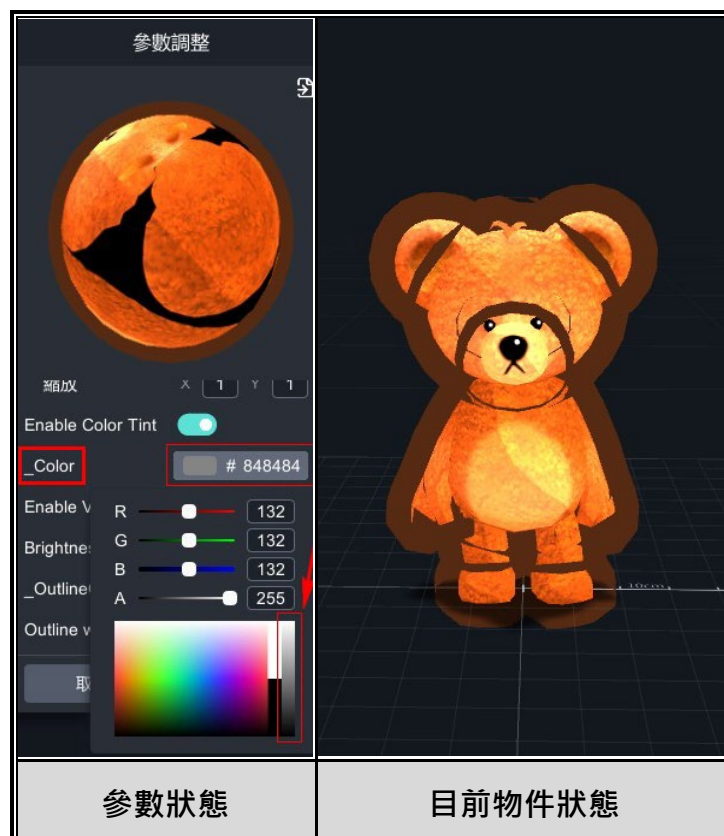 參數調整
縮放 X 1 Y 1
Enable Color Tint
_Color # 848484
Enable V
R 132
G 132
Brightne
B 132
_Outline
A 255
Outline w
取
10cm
參數狀態 目前物件狀態